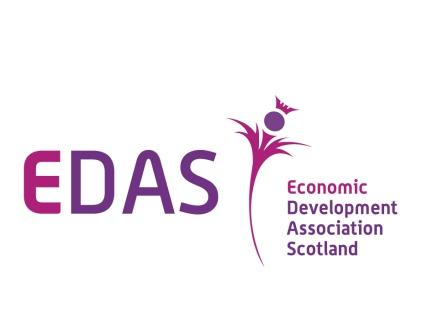 EDAS
Economic
Development
Association
Scotland